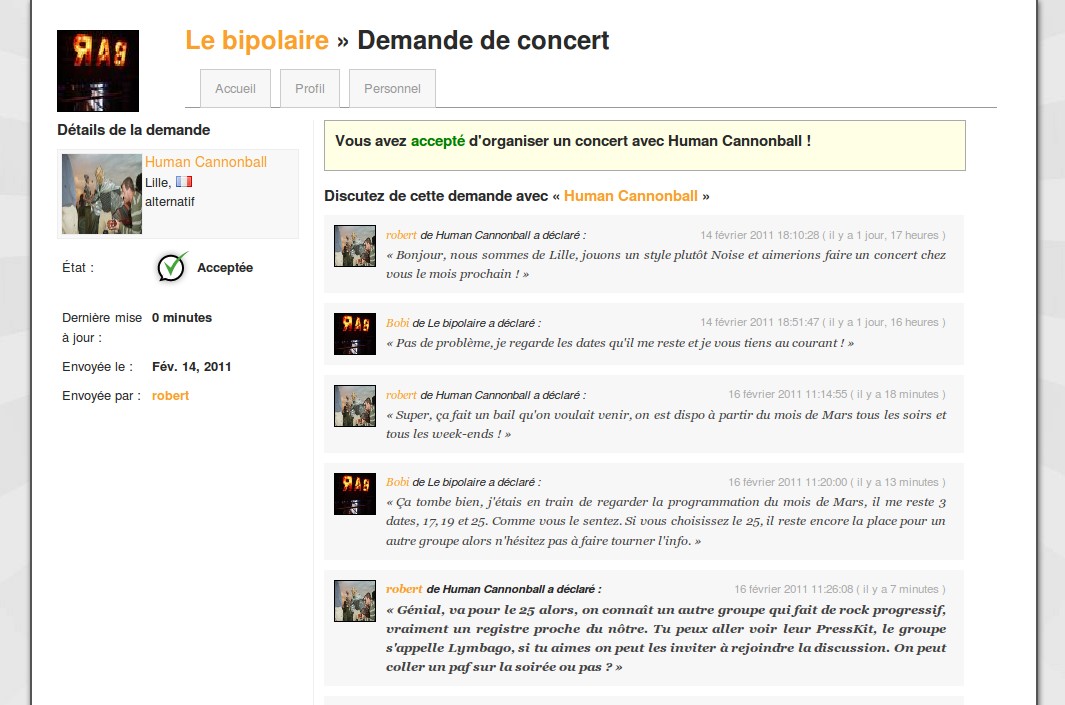 Le bipolaire » Demande de concert
Accueil
Profil
Personnel
Détails de la demande
Human Cannonball
Lille,
alternatif
État :
Acceptée
Dernière mise à jour :
0 minutes
Envoyée le :
Fév. 14, 2011
Envoyée par :
robert
Vous avez accepté d'organiser un concert avec Human Cannonball !
Discutez de cette demande avec « Human Cannonball »
robert de Human Cannonball a déclaré :
14 février 2011 18:10:28 ( il y a 1 jour, 17 heures )
« Bonjour, nous sommes de Lille, jouons un style plutôt Noise et aimerions faire un concert chez
vous le mois prochain ! »
Bobi de Le bipolaire a déclaré :
14 février 2011 18:51:47 ( il y a 1 jour, 16 heures )
« Pas de problème, je regarde les dates qu'il me reste et je vous tiens au courant ! »
robert de Human Cannonball a déclaré :
16 février 2011 11:14:55 ( il y a 18 minutes )
« Super, ça fait un bail qu'on voulait venir, on est dispo à partir du mois de Mars tous les soirs et
tous les week-ends ! »
Bobi de Le bipolaire a déclaré :
16 février 2011 11:20:00 ( il y a 13 minutes )
« Ça tombe bien, j'étais en train de regarder la programmation du mois de Mars, il me reste 3
dates, 17, 19 et 25. Comme vous le sentez. Si vous choisissez le 25, il reste encore la place pour un
autre groupe alors n'hésitez pas à faire tourner l'info. »
robert de Human Cannonball a déclaré :
16 février 2011 11:26:08 ( il y a 7 minutes )
« Génial, va pour le 25 alors, on connaît un autre groupe qui fait de rock progressif,
vraiment un registre proche du nôtre. Tu peux aller voir leur PressKit, le groupe
s'appelle Lymbago, si tu aimes on peut les inviter à rejoindre la discussion. On peut
coller un paf sur la soirée ou pas ? »